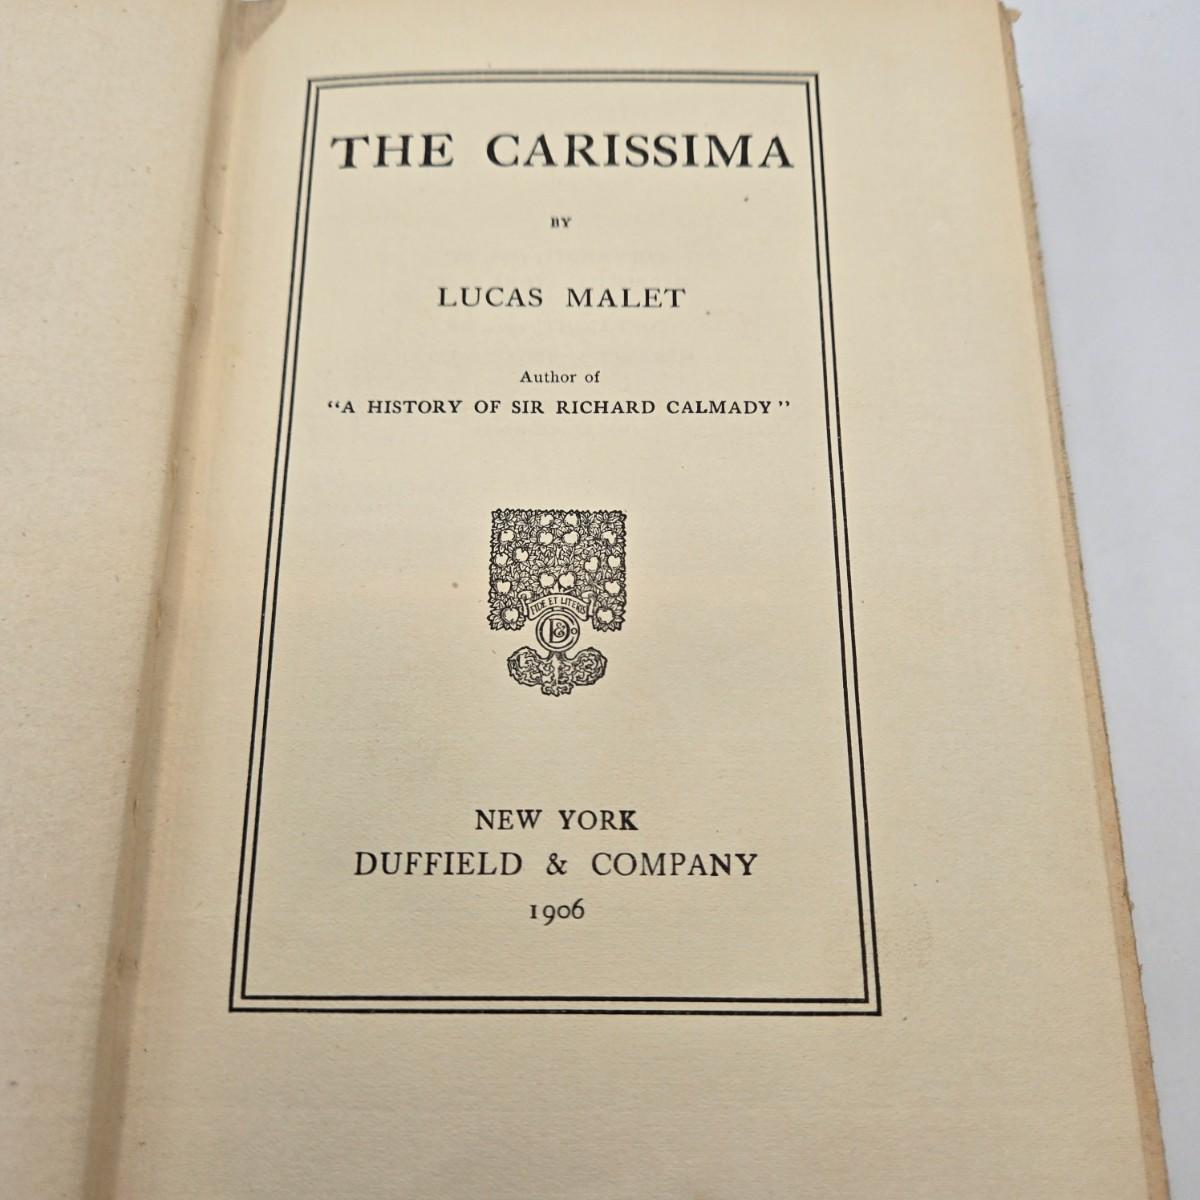 THE CARISSIMA
BY
LUCAS MALET
Author of
“A HISTORY OF SIR RICHARD CALMADY”
FIDE ET LITERIS
D & Co
NEW YORK
DUFFIELD & COMPANY
1906